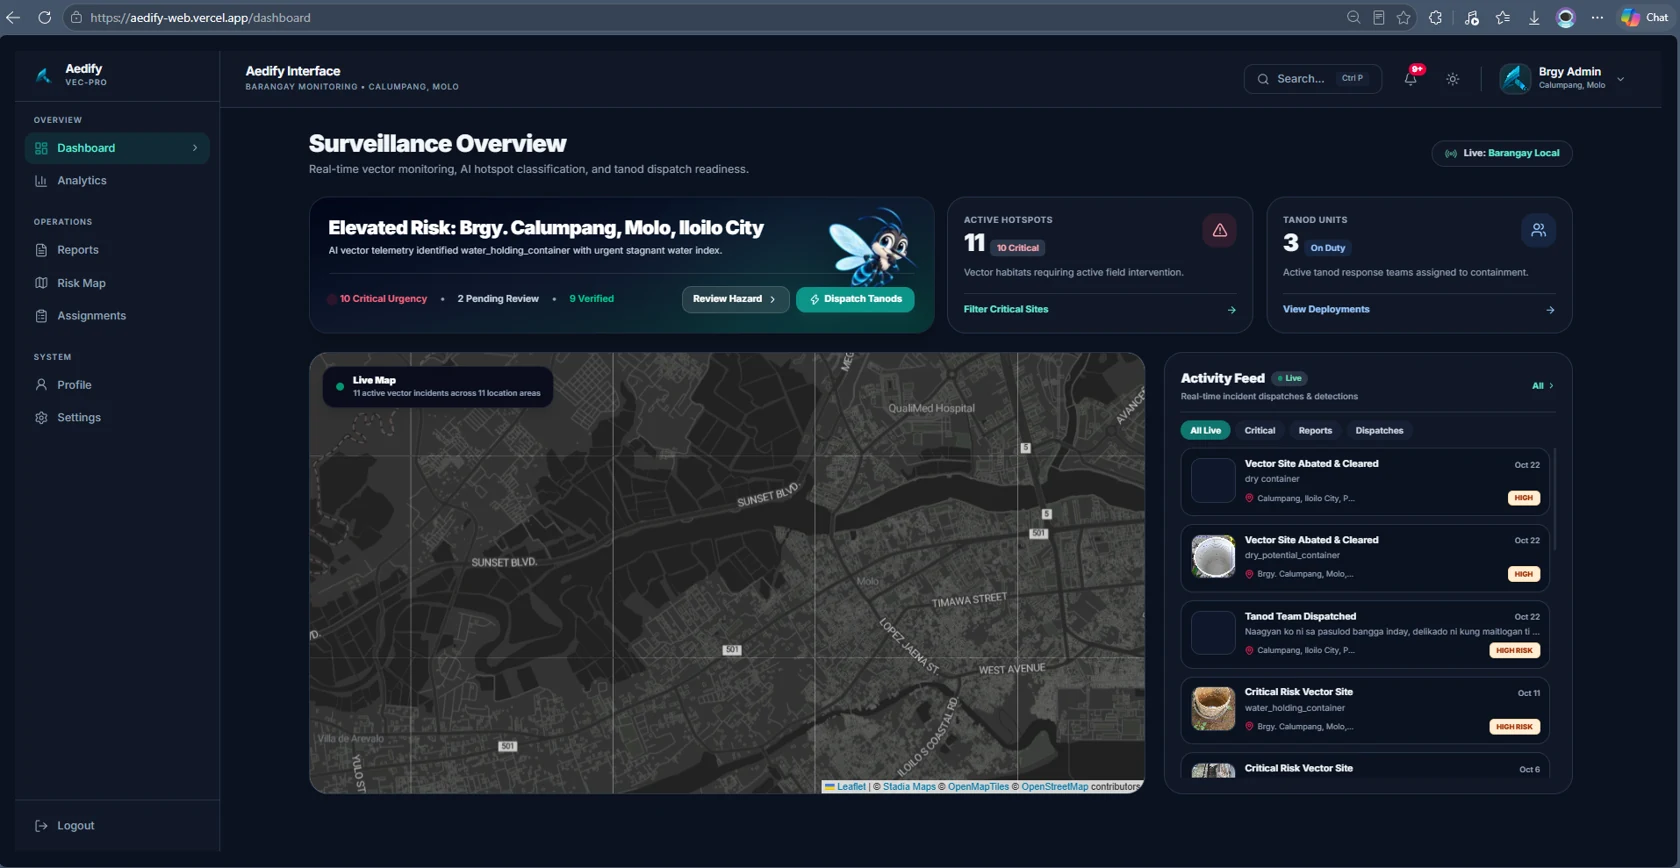 https://aedify-web.vercel.app/dashboard
Chat
Aedify
VEC-PRO
OVERVIEW
Dashboard
Analytics
OPERATIONS
Reports
Risk Map
Assignments
SYSTEM
Profile
Settings
Logout
Aedify Interface
BARANGAY MONITORING • CALUMPANG, MOLO
Search... Ctrl P
9+
Brgy Admin
Calumpang, Molo
Surveillance Overview
Real-time vector monitoring, AI hotspot classification, and tanod dispatch readiness.
Live: Barangay Local
Elevated Risk: Brgy. Calumpang, Molo, Iloilo City
AI vector telemetry identified water_holding_container with urgent stagnant water index.
10 Critical Urgency • 2 Pending Review • 9 Verified
Review Hazard
Dispatch Tanods
ACTIVE HOTSPOTS
11 10 Critical
Vector habitats requiring active field intervention.
Filter Critical Sites
TANOD UNITS
3 On Duty
Active tanod response teams assigned to containment.
View Deployments
Live Map
11 active vector incidents across 11 location areas
QualiMed Hospital
5
SUNSET BLVD.
5
501
SUNSET BLVD.
Molo
TIMAWA STREET
LOPEZ JAENA ST.
501
WEST AVENUE
ILOILO S COASTAL RD.
Villa de Arevalo
501
YULO ST
Leaflet | © Stadia Maps © OpenMapTiles © OpenStreetMap contributors
Activity Feed Live
All
Real-time incident dispatches & detections
All Live
Critical
Reports
Dispatches
Vector Site Abated & Cleared Oct 22
dry container
Calumpang, Iloilo City, P... HIGH
Vector Site Abated & Cleared Oct 22
dry_potential_container
Brgy. Calumpang, Molo,... HIGH
Tanod Team Dispatched Oct 22
Naagyan ko ni sa pasulod bangga inday, delikado ni kung maitlogan ti ...
Calumpang, Iloilo City, P... HIGH RISK
Critical Risk Vector Site Oct 11
water_holding_container
Brgy. Calumpang, Molo,... HIGH RISK
Critical Risk Vector Site Oct 6